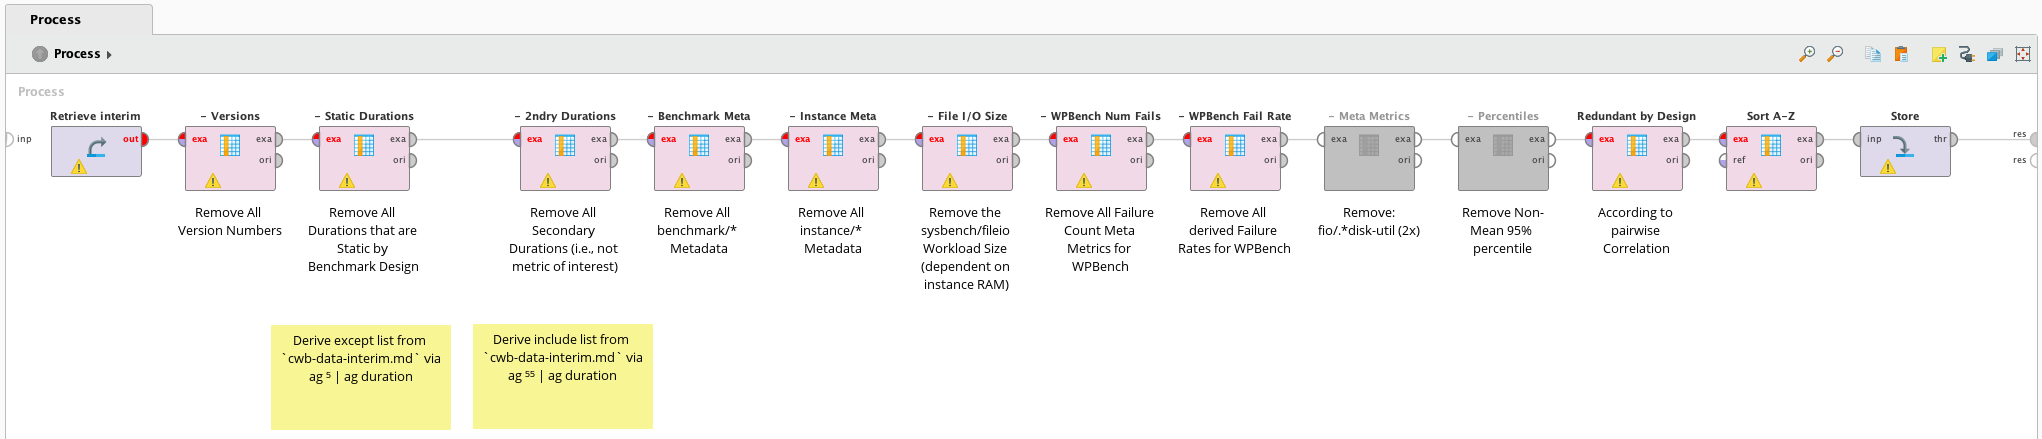 Process
Process
Process
inp
Retrieve interim
out
– Versions
exa exa
ori
Remove All
Version Numbers
– Static Durations
exa exa
ori
Remove All
Durations that are
Static by
Benchmark Design
– 2ndry Durations
exa exa
ori
Remove All
Secondary
Durations (i.e., not
metric of interest)
– Benchmark Meta
exa exa
ori
Remove All
benchmark/*
Metadata
– Instance Meta
exa exa
ori
Remove All
instance/*
Metadata
– File I/O Size
exa exa
ori
Remove the
sysbench/fileio
Workload Size
(dependent on
instance RAM)
– WPBench Num Fails
exa exa
ori
Remove All Failure
Count Meta
Metrics for
WPBench
– WPBench Fail Rate
exa exa
ori
Remove All
derived Failure
Rates for WPBench
– Meta Metrics
exa exa
ori
Remove:
fio/.*disk-util (2x)
– Percentiles
exa exa
ori
Remove Non-
Mean 95%
percentile
Redundant by Design
exa exa
ori
According to
pairwise
Correlation
Sort A-Z
exa exa
ref ori
Store
inp thr
res
res
Derive except list from
`cwb-data-interim.md` via
ag ⁵ | ag duration
Derive include list from
`cwb-data-interim.md` via
ag ⁵⁵ | ag duration